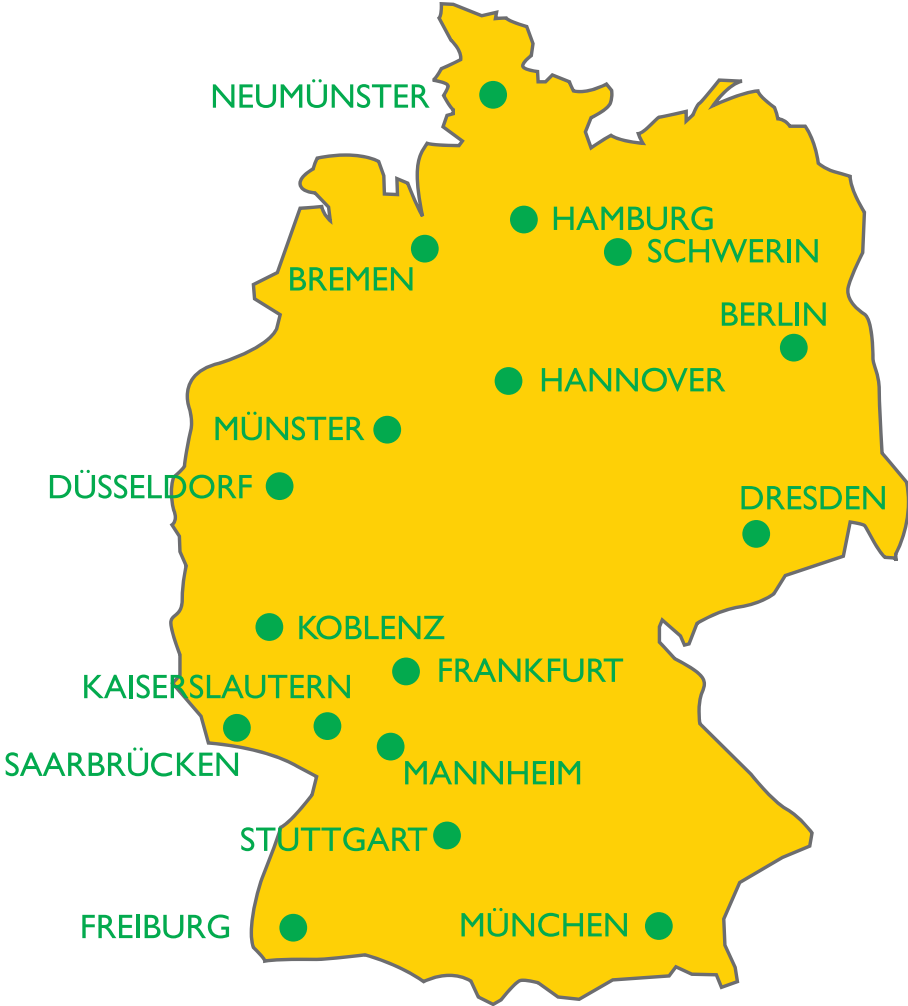 NEUMÜNSTER
HAMBURG
SCHWERIN
BREMEN
BERLIN
HANNOVER
MÜNSTER
DÜSSELDORF
DRESDEN
KOBLENZ
FRANKFURT
KAISERSLAUTERN
SAARBRÜCKEN
MANNHEIM
STUTTGART
FREIBURG
MÜNCHEN